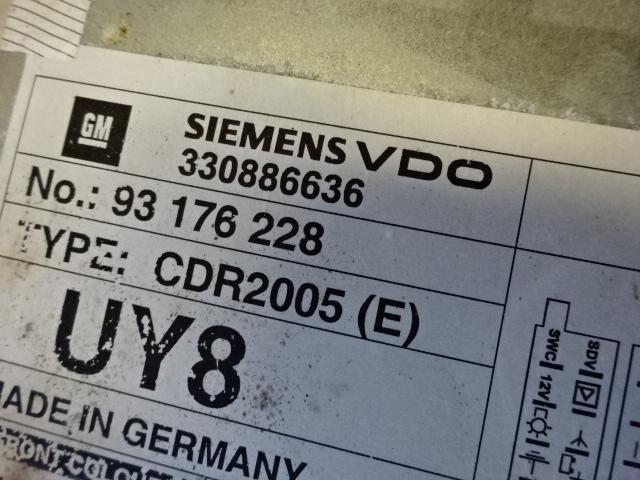 GM
SIEMENS VDO
330886636
No.: 93 176 228
TYPE: CDR2005 (E)
UY8
MADE IN GERMANY
SWC
12V
SDV